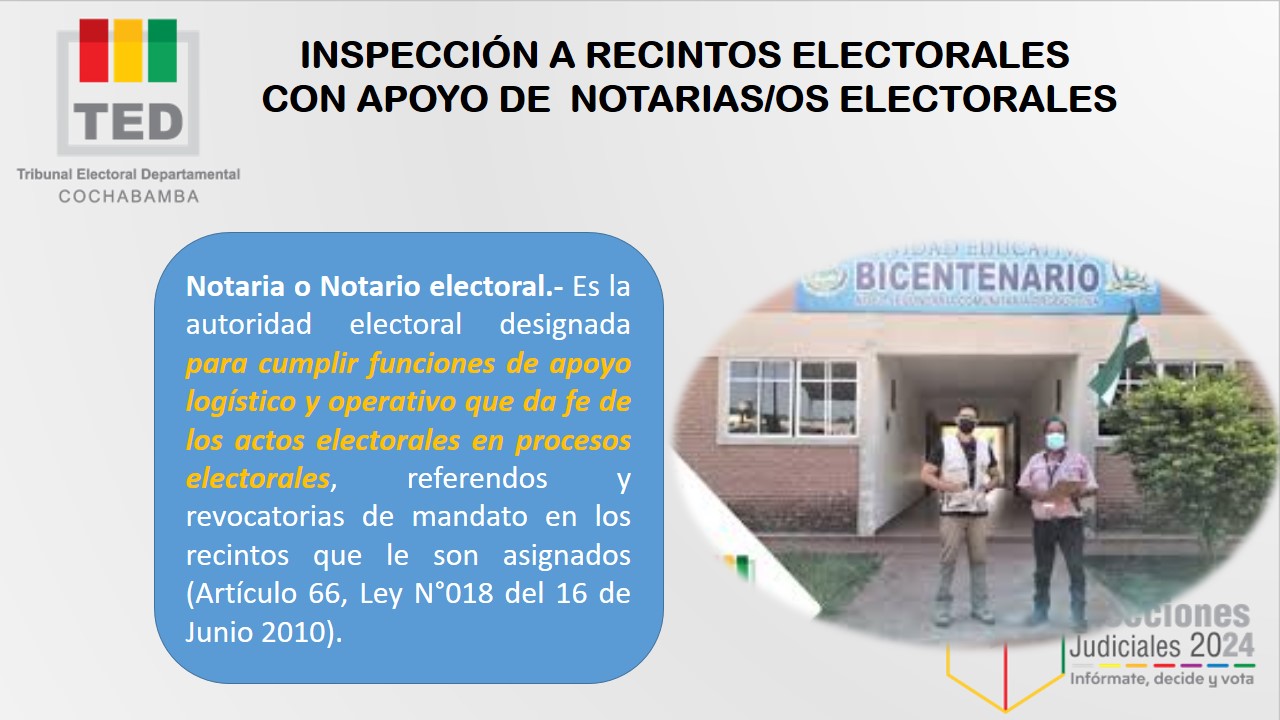 TED
Tribunal Electoral Departamental
COCHABAMBA
INSPECCIÓN A RECINTOS ELECTORALES
CON APOYO DE  NOTARIAS/OS ELECTORALES
Notaria o Notario electoral.- Es la
autoridad electoral designada
para cumplir funciones de apoyo
logístico y operativo que da fe de
los actos electorales en procesos
electorales, referendos y
revocatorias de mandato en los
recintos que le son asignados
(Artículo 66, Ley N°018 del 16 de
Junio 2010).
EDUCATIVA
BICENTENARIO
Judiciales 2024
Infórmate, decide y vota